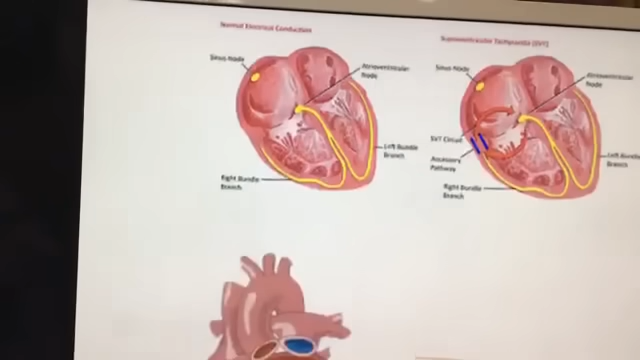 Normal Electrical Conduction
Sinus Node
Atrioventricular
Node
Left Bundle
Branch
Right Bundle
Branch
Supraventricular Tachycardia (SVT)
Sinus Node
Atrioventricular
Node
SVT Circuit
Accessory
Pathway
Left Bundle
Branch
Right Bundle
Branch